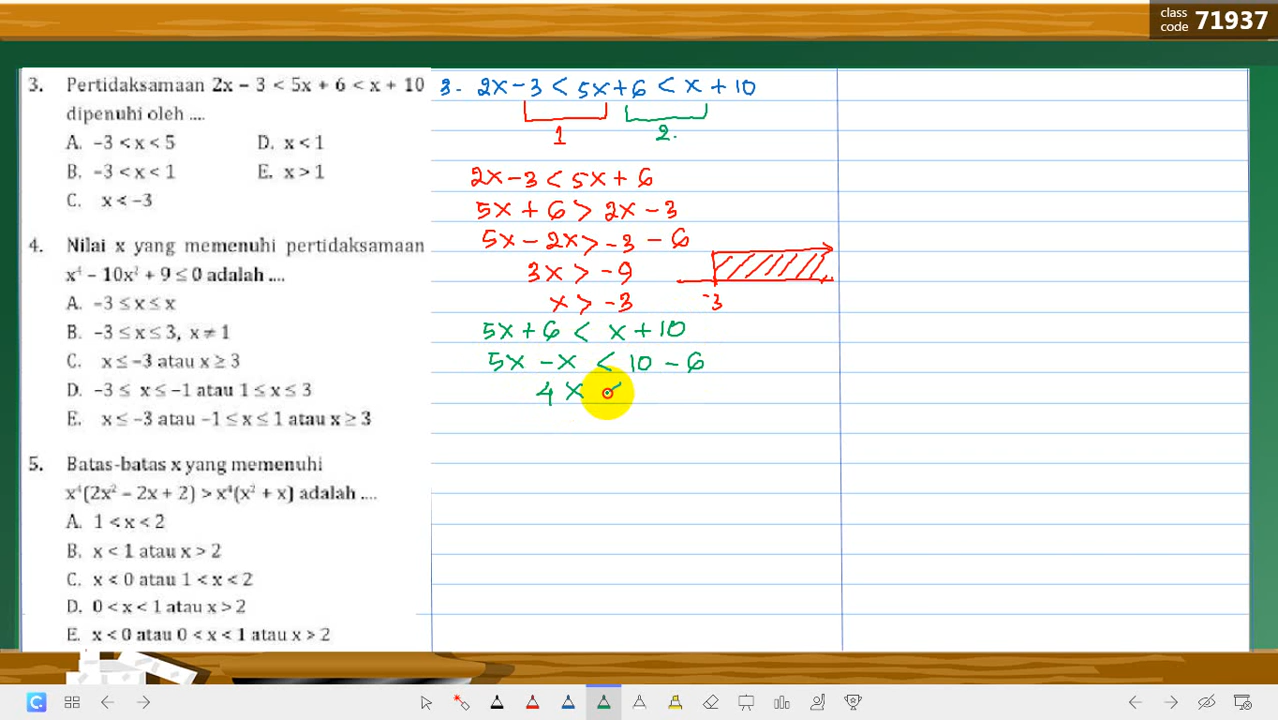 class code 71937
3. Pertidaksamaan 2x – 3 < 5x + 6 < x + 10
dipenuhi oleh ....
A. –3 < x < 5 D. x < 1
B. –3 < x < 1 E. x > 1
C. x < –3
4. Nilai x yang memenuhi pertidaksamaan
x⁴ – 10x² + 9 ≤ 0 adalah ....
A. –3 ≤ x ≤ x
B. –3 ≤ x ≤ 3, x ≠ 1
C. x ≤ –3 atau x ≥ 3
D. –3 ≤ x ≤ –1 atau 1 ≤ x ≤ 3
E. x ≤ –3 atau –1 ≤ x ≤ 1 atau x ≥ 3
5. Batas-batas x yang memenuhi
x⁴(2x² – 2x + 2) > x⁴(x² + x) adalah ....
A. 1 < x < 2
B. x < 1 atau x > 2
C. x < 0 atau 1 < x < 2
D. 0 < x < 1 atau x > 2
E. x < 0 atau 0 < x < 1 atau x > 2
3. 2x – 3 < 5x + 6 < x + 10
1 2.
2x – 3 < 5x + 6
5x + 6 > 2x – 3
5x – 2x > –3 – 6
3x > –9
x > –3
-3
5x + 6 < x + 10
5x – x < 10 – 6
4x <